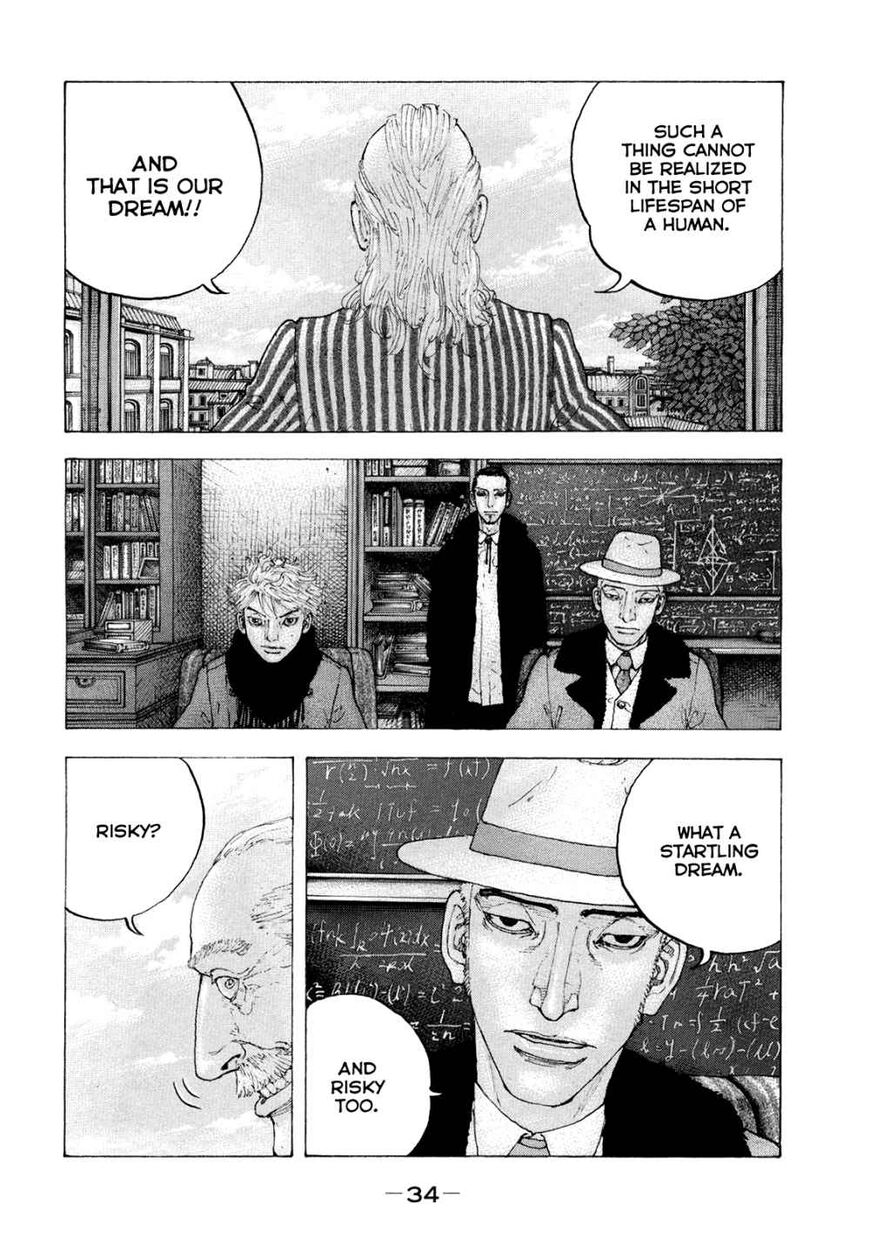 SUCH A
THING CANNOT
BE REALIZED
IN THE SHORT
LIFESPAN OF
A HUMAN.
AND
THAT IS OUR
DREAM!!
WHAT A
STARTLING
DREAM.
AND
RISKY
TOO.
RISKY?
-34-